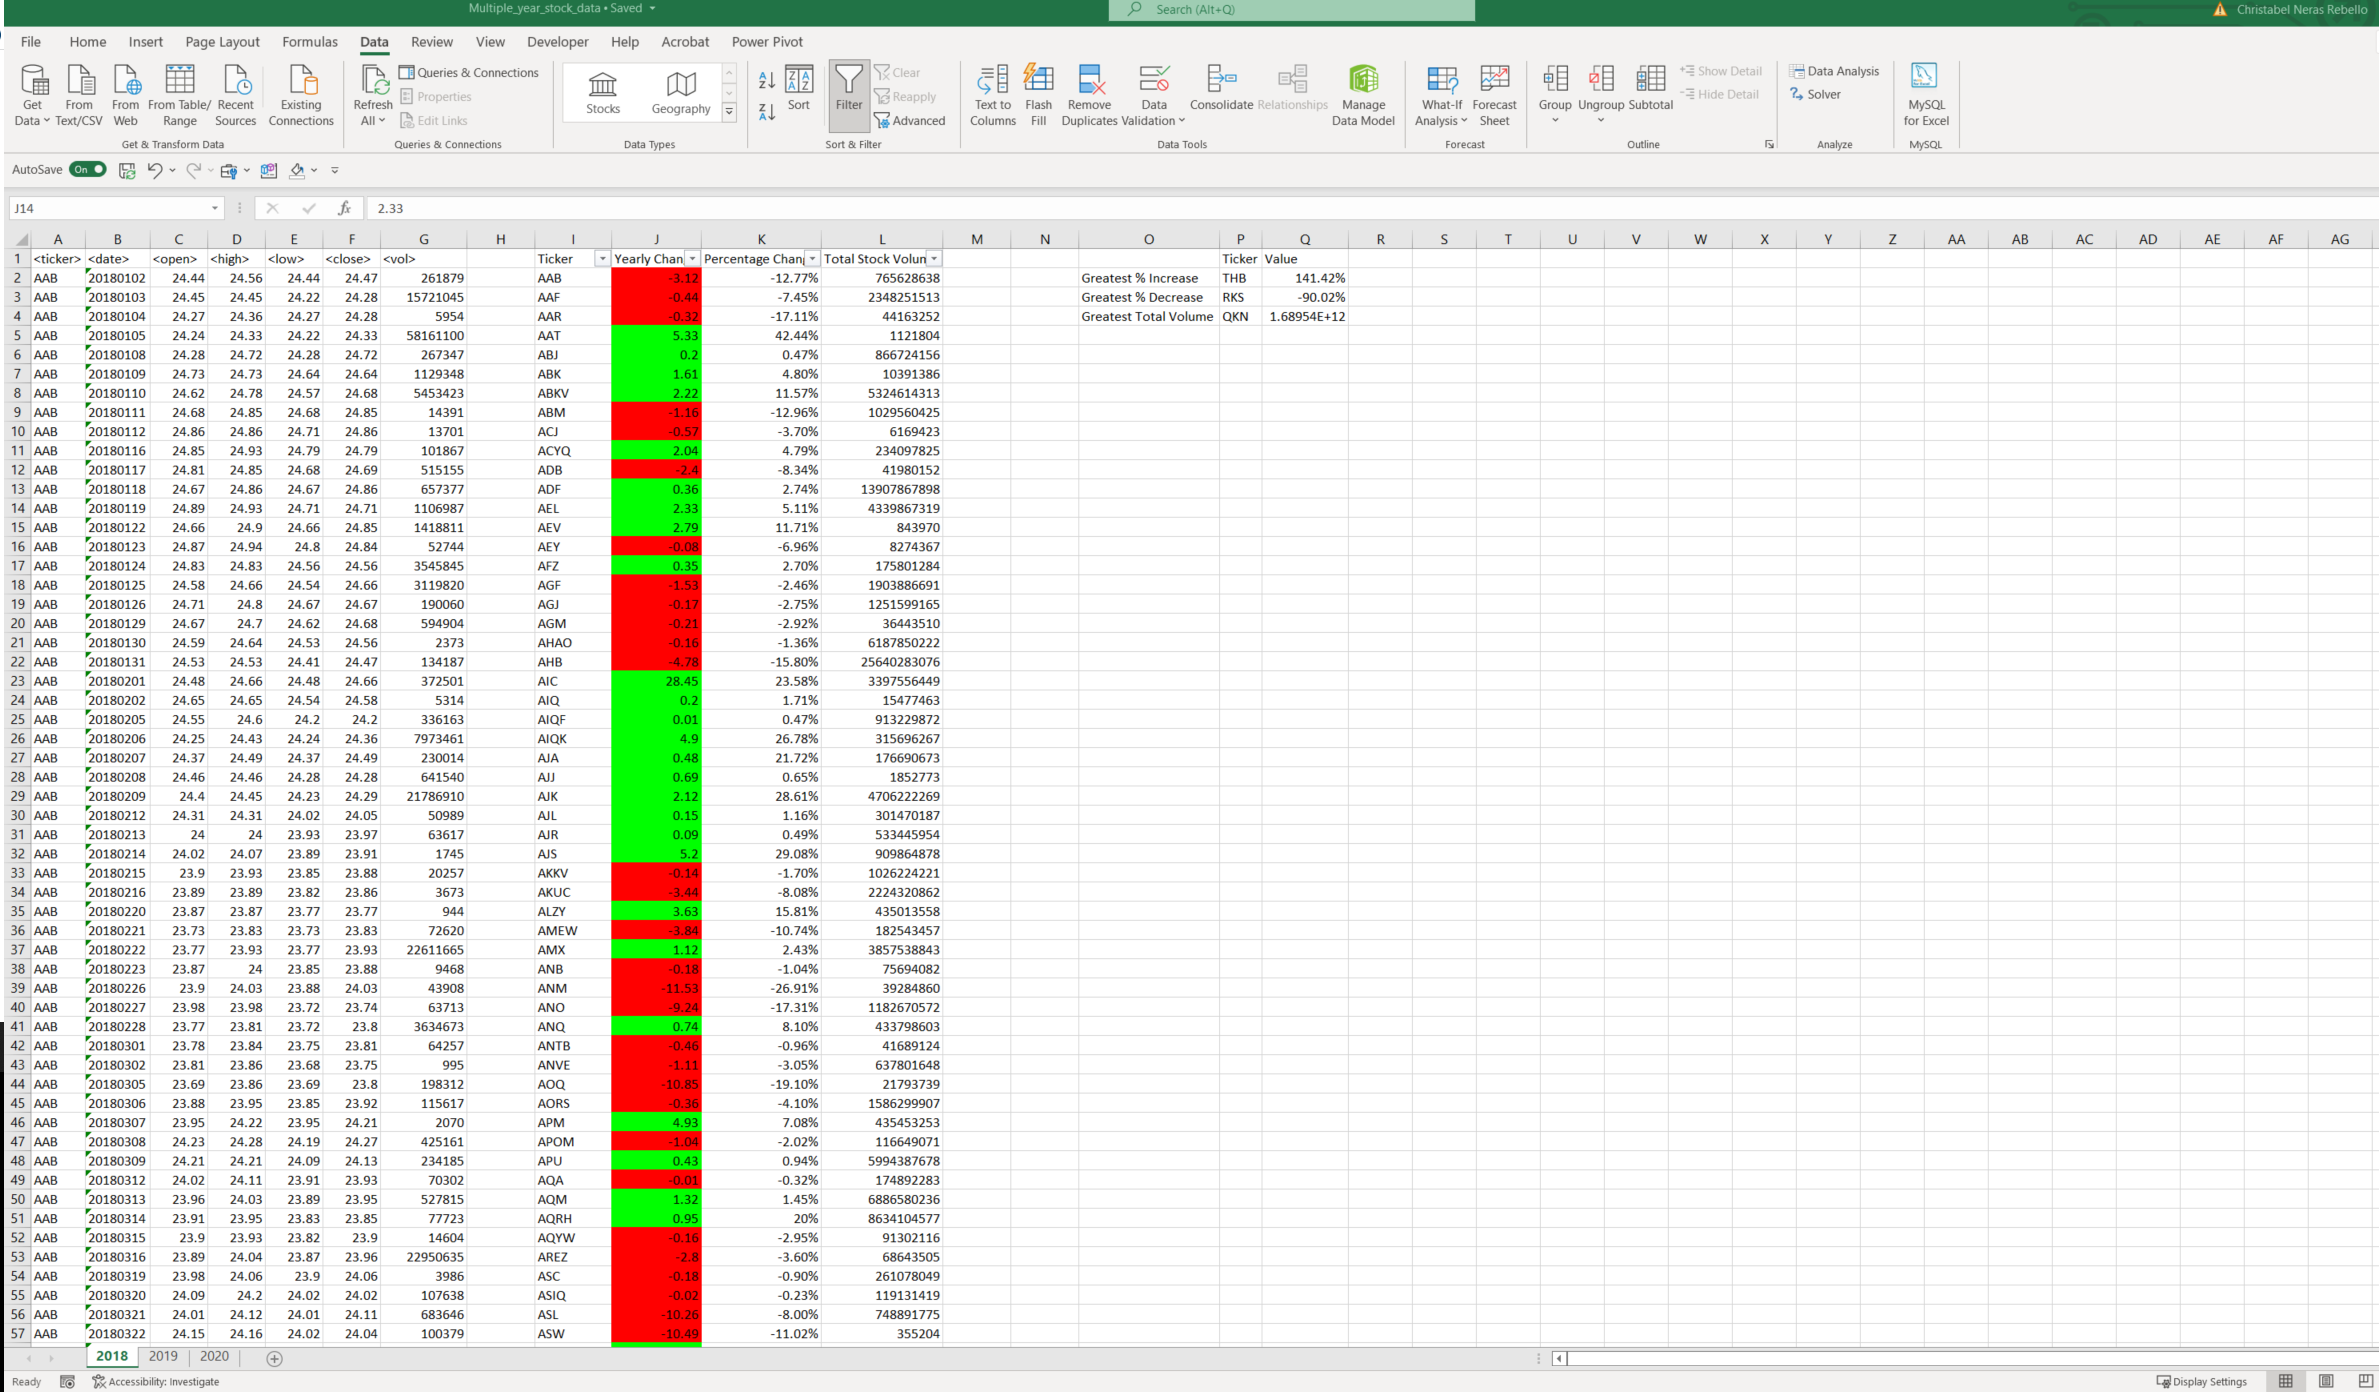 Multiple_year_stock_data • Saved
Search (Alt+Q)
Christabel Neras Rebello
File Home Insert Page Layout Formulas Data Review View Developer Help Acrobat Power Pivot
Get Data From Text/CSV From Web From Table/Range Recent Sources Existing Connections
Get & Transform Data
Refresh All Queries & Connections Properties Edit Links
Queries & Connections
Stocks Geography
Data Types
Sort Filter Clear Reapply Advanced
Sort & Filter
Text to Columns Flash Fill Remove Duplicates Data Validation Consolidate Relationships Manage Data Model
Data Tools
What-If Analysis Forecast Sheet
Forecast
Group Ungroup Subtotal Show Detail Hide Detail
Outline
Data Analysis Solver
Analyze
MySQL for Excel
MySQL
AutoSave On
J14 fx 2.33
A B C D E F G H I J K L M N O P Q R S T U V W X Y Z AA AB AC AD AE AF AG
1 <ticker> <date> <open> <high> <low> <close> <vol> Ticker Yearly Chan Percentage Chan Total Stock Volun Ticker Value
2 AAB 20180102 24.44 24.56 24.44 24.47 261879 AAB -3.12 -12.77% 765628638 Greatest % Increase THB 141.42%
3 AAB 20180103 24.45 24.45 24.22 24.28 15721045 AAF -0.44 -7.45% 2348251513 Greatest % Decrease RKS -90.02%
4 AAB 20180104 24.27 24.36 24.27 24.28 5954 AAR -0.32 -17.11% 44163252 Greatest Total Volume QKN 1.68954E+12
5 AAB 20180105 24.24 24.33 24.22 24.33 58161100 AAT 5.33 42.44% 1121804
6 AAB 20180108 24.28 24.72 24.28 24.72 267347 ABJ 0.2 0.47% 866724156
7 AAB 20180109 24.73 24.73 24.64 24.64 1129348 ABK 1.61 4.80% 10391386
8 AAB 20180110 24.62 24.78 24.57 24.68 5453423 ABKV 2.22 11.57% 5324614313
9 AAB 20180111 24.68 24.85 24.68 24.85 14391 ABM -1.16 -12.96% 1029560425
10 AAB 20180112 24.86 24.86 24.71 24.86 13701 ACJ -0.57 -3.70% 6169423
11 AAB 20180116 24.85 24.93 24.79 24.79 101867 ACYQ 2.04 4.79% 234097825
12 AAB 20180117 24.81 24.85 24.68 24.69 515155 ADB -2.4 -8.34% 41980152
13 AAB 20180118 24.67 24.86 24.67 24.86 657377 ADF 0.36 2.74% 13907867898
14 AAB 20180119 24.89 24.93 24.71 24.71 1106987 AEL 2.33 5.11% 4339867319
15 AAB 20180122 24.66 24.9 24.66 24.85 1418811 AEV 2.79 11.71% 843970
16 AAB 20180123 24.87 24.94 24.8 24.84 52744 AEY -0.08 -6.96% 8274367
17 AAB 20180124 24.83 24.83 24.56 24.56 3545845 AFZ 0.35 2.70% 175801284
18 AAB 20180125 24.58 24.66 24.54 24.66 3119820 AGF -1.53 -2.46% 1903886691
19 AAB 20180126 24.71 24.8 24.67 24.67 190060 AGJ -0.17 -2.75% 1251599165
20 AAB 20180129 24.67 24.7 24.62 24.68 594904 AGM -0.21 -2.92% 36443510
21 AAB 20180130 24.59 24.64 24.53 24.56 2373 AHAO -0.16 -1.36% 6187850222
22 AAB 20180131 24.53 24.53 24.41 24.47 134187 AHB -4.78 -15.80% 25640283076
23 AAB 20180201 24.48 24.66 24.48 24.66 372501 AIC 28.45 23.58% 3397556449
24 AAB 20180202 24.65 24.65 24.54 24.58 5314 AIQ 0.2 1.71% 15477463
25 AAB 20180205 24.55 24.6 24.2 24.2 336163 AIQF 0.01 0.47% 913229872
26 AAB 20180206 24.25 24.43 24.24 24.36 7973461 AIQK 4.9 26.78% 315696267
27 AAB 20180207 24.37 24.49 24.37 24.49 230014 AJA 0.48 21.72% 176690673
28 AAB 20180208 24.46 24.46 24.28 24.28 641540 AJJ 0.69 0.65% 1852773
29 AAB 20180209 24.4 24.45 24.23 24.29 21786910 AJK 2.12 28.61% 4706222269
30 AAB 20180212 24.31 24.31 24.02 24.05 50989 AJL 0.15 1.16% 301470187
31 AAB 20180213 24 24 23.93 23.97 63617 AJR 0.09 0.49% 533445954
32 AAB 20180214 24.02 24.07 23.89 23.91 1745 AJS 5.2 29.08% 909864878
33 AAB 20180215 23.9 23.93 23.85 23.88 20257 AKKV -0.14 -1.70% 1026224221
34 AAB 20180216 23.89 23.89 23.82 23.86 3673 AKUC -3.44 -8.08% 2224320862
35 AAB 20180220 23.87 23.87 23.77 23.77 944 ALZY 3.63 15.81% 435013558
36 AAB 20180221 23.73 23.83 23.73 23.83 72620 AMEW -3.84 -10.74% 182543457
37 AAB 20180222 23.77 23.93 23.77 23.93 22611665 AMX 1.12 2.43% 3857538843
38 AAB 20180223 23.87 24 23.85 23.88 9468 ANB -0.18 -1.04% 75694082
39 AAB 20180226 23.9 24.03 23.88 24.03 43908 ANM -11.53 -26.91% 39284860
40 AAB 20180227 23.98 23.98 23.72 23.74 63713 ANO -9.24 -17.31% 1182670572
41 AAB 20180228 23.77 23.81 23.72 23.8 3634673 ANQ 0.74 8.10% 433798603
42 AAB 20180301 23.78 23.84 23.75 23.81 64257 ANTB -0.46 -0.96% 41689124
43 AAB 20180302 23.81 23.86 23.68 23.75 995 ANVE -1.11 -3.05% 637801648
44 AAB 20180305 23.69 23.86 23.69 23.8 198312 AOQ -10.85 -19.10% 21793739
45 AAB 20180306 23.88 23.95 23.85 23.92 115617 AORS -0.36 -4.10% 1586299907
46 AAB 20180307 23.95 24.22 23.95 24.21 2070 APM 4.93 7.08% 435453253
47 AAB 20180308 24.23 24.28 24.19 24.27 425161 APOM -1.04 -2.02% 116649071
48 AAB 20180309 24.21 24.21 24.09 24.13 234185 APU 0.43 0.94% 5994387678
49 AAB 20180312 24.02 24.11 23.91 23.93 70302 AQA -0.01 -0.32% 174892283
50 AAB 20180313 23.96 24.03 23.89 23.95 527815 AQM 1.32 1.45% 6886580236
51 AAB 20180314 23.91 23.95 23.83 23.85 77723 AQRH 0.95 20% 8634104577
52 AAB 20180315 23.9 23.93 23.82 23.9 14604 AQYW -0.16 -2.95% 91302116
53 AAB 20180316 23.89 24.04 23.87 23.96 22950635 AREZ -2.8 -3.60% 68643505
54 AAB 20180319 23.98 24.06 23.9 24.06 3986 ASC -0.18 -0.90% 261078049
55 AAB 20180320 24.09 24.2 24.02 24.02 107638 ASIQ -0.02 -0.23% 119131419
56 AAB 20180321 24.01 24.12 24.01 24.11 683646 ASL -10.26 -8.00% 748891775
57 AAB 20180322 24.15 24.16 24.02 24.04 100379 ASW -10.49 -11.02% 355204
2018 2019 2020
Ready Accessibility: Investigate Display Settings